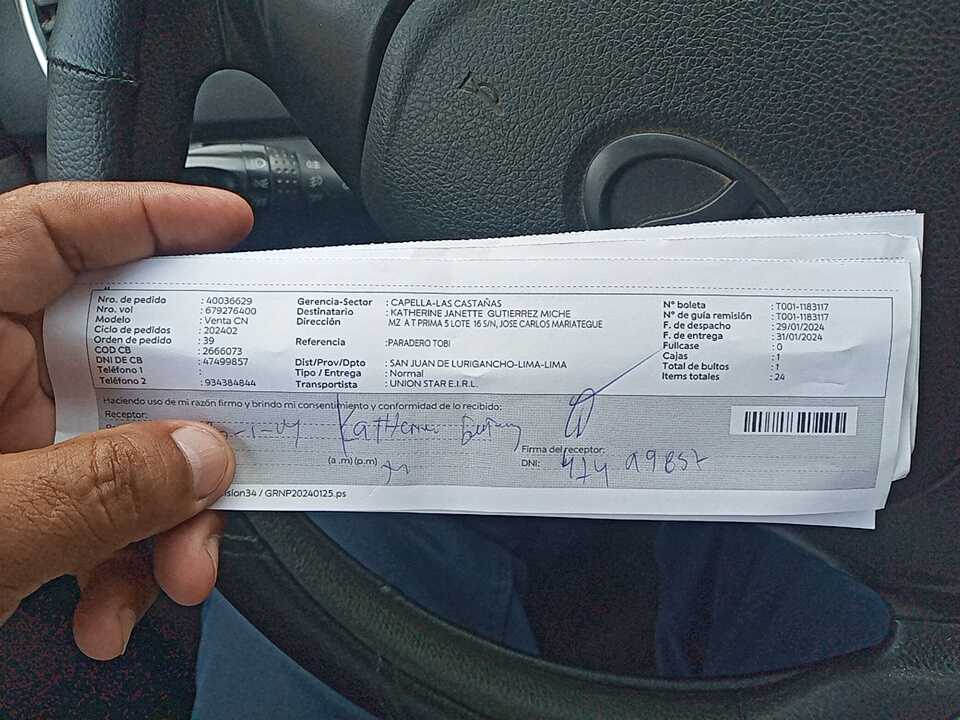 Nro. de pedido : 40036629
Nro. vol : 679276400
Modelo : Venta CN
Ciclo de pedidos : 202402
Orden de pedido : 39
COD CB : 2666073
DNI DE CB : 47499857
Teléfono 1 :
Teléfono 2 : 934384844
Gerencia-Sector : CAPELLA-LAS CASTAÑAS
Destinatario : KATHERINE JANETTE GUTIERREZ MICHE
Dirección MZ A T PRIMA 5 LOTE 16 S/N, JOSE CARLOS MARIATEGUE
Referencia :PARADERO TOBI
Dist/Prov/Dpto : SAN JUAN DE LURIGANCHO-LIMA-LIMA
Tipo / Entrega : Normal
Transportista : UNION STAR E.I.R.L.
N° boleta : T001-1183117
N° de guía remisión : T001-1183117
F. de despacho : 29/01/2024
F. de entrega : 31/01/2024
Fullcase : 0
Cajas : 1
Total de bultos : 1
Items totales : 24
Haciendo uso de mi razón firmo y brindo mi consentimiento y conformidad de lo recibido:
Receptor:
Katherine
(a .m) (p.m)
Firma del receptor:
DNI:
sion34 / GRNP20240125.ps